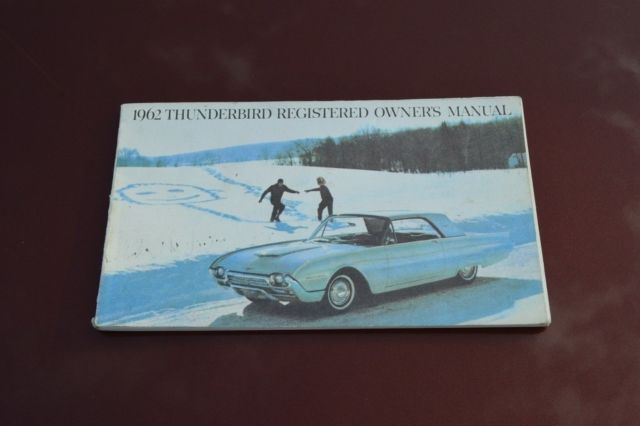 1962 THUNDERBIRD REGISTERED OWNER'S MANUAL